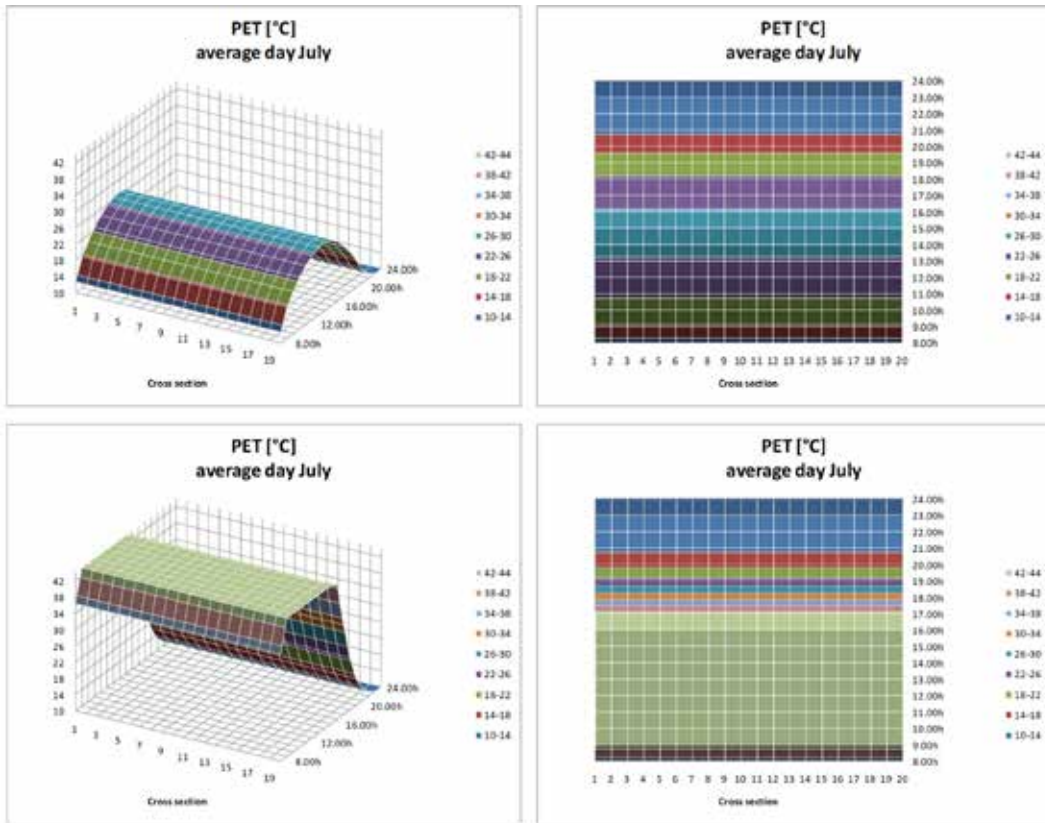 PET [°C]
average day July
42
38
34
30
26
22
18
14
10
1 3 5 7 9 11 13 15 17 19
8.00h
12.00h
16.00h
20.00h
24.00h
Cross section
42-44
38-42
34-38
30-34
26-30
22-26
18-22
14-18
10-14
PET [°C]
average day July
24.00h
23.00h
22.00h
21.00h
20.00h
19.00h
18.00h
17.00h
16.00h
15.00h
14.00h
13.00h
12.00h
11.00h
10.00h
9.00h
8.00h
1 2 3 4 5 6 7 8 9 10 11 12 13 14 15 16 17 18 19 20
Cross section
42-44
38-42
34-38
30-34
26-30
22-26
18-22
14-18
10-14
PET [°C]
average day July
42
38
34
30
26
22
18
14
10
1 3 5 7 9 11 13 15 17 19
8.00h
12.00h
16.00h
20.00h
24.00h
Cross section
42-44
38-42
34-38
30-34
26-30
22-26
18-22
14-18
10-14
PET [°C]
average day July
24.00h
23.00h
22.00h
21.00h
20.00h
19.00h
18.00h
17.00h
16.00h
15.00h
14.00h
13.00h
12.00h
11.00h
10.00h
9.00h
8.00h
1 2 3 4 5 6 7 8 9 10 11 12 13 14 15 16 17 18 19 20
Cross section
42-44
38-42
34-38
30-34
26-30
22-26
18-22
14-18
10-14